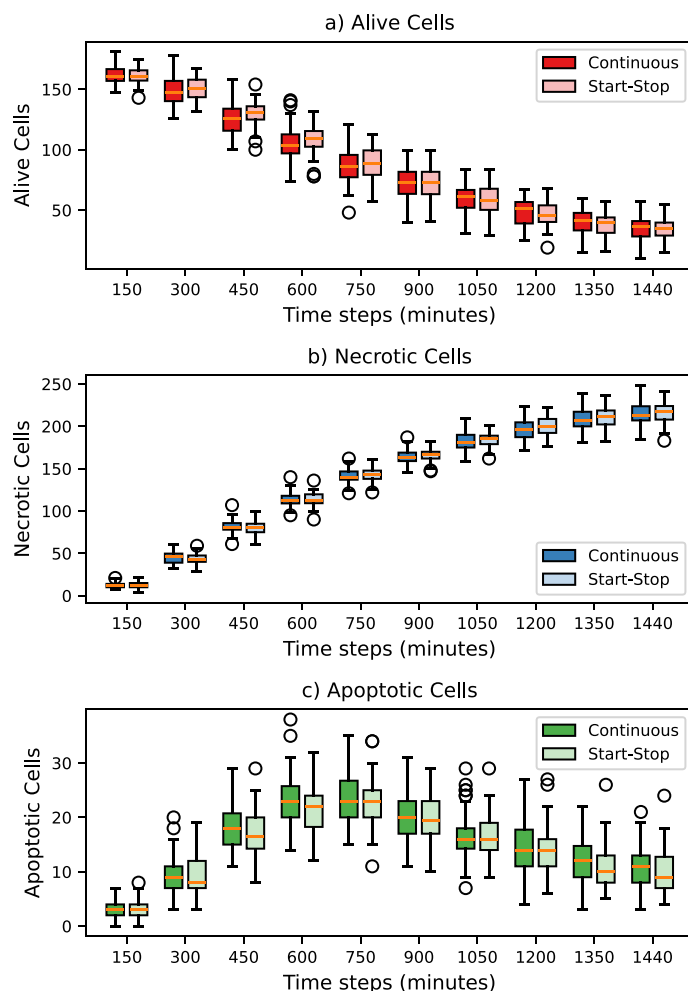 a) Alive Cells
Continuous
Start-Stop
150
100
50
Alive Cells
150 300 450 600 750 900 1050 1200 1350 1440
Time steps (minutes)
b) Necrotic Cells
250
200
150
100
50
0
Necrotic Cells
Continuous
Start-Stop
150 300 450 600 750 900 1050 1200 1350 1440
Time steps (minutes)
c) Apoptotic Cells
Continuous
Start-Stop
30
20
10
0
Apoptotic Cells
150 300 450 600 750 900 1050 1200 1350 1440
Time steps (minutes)